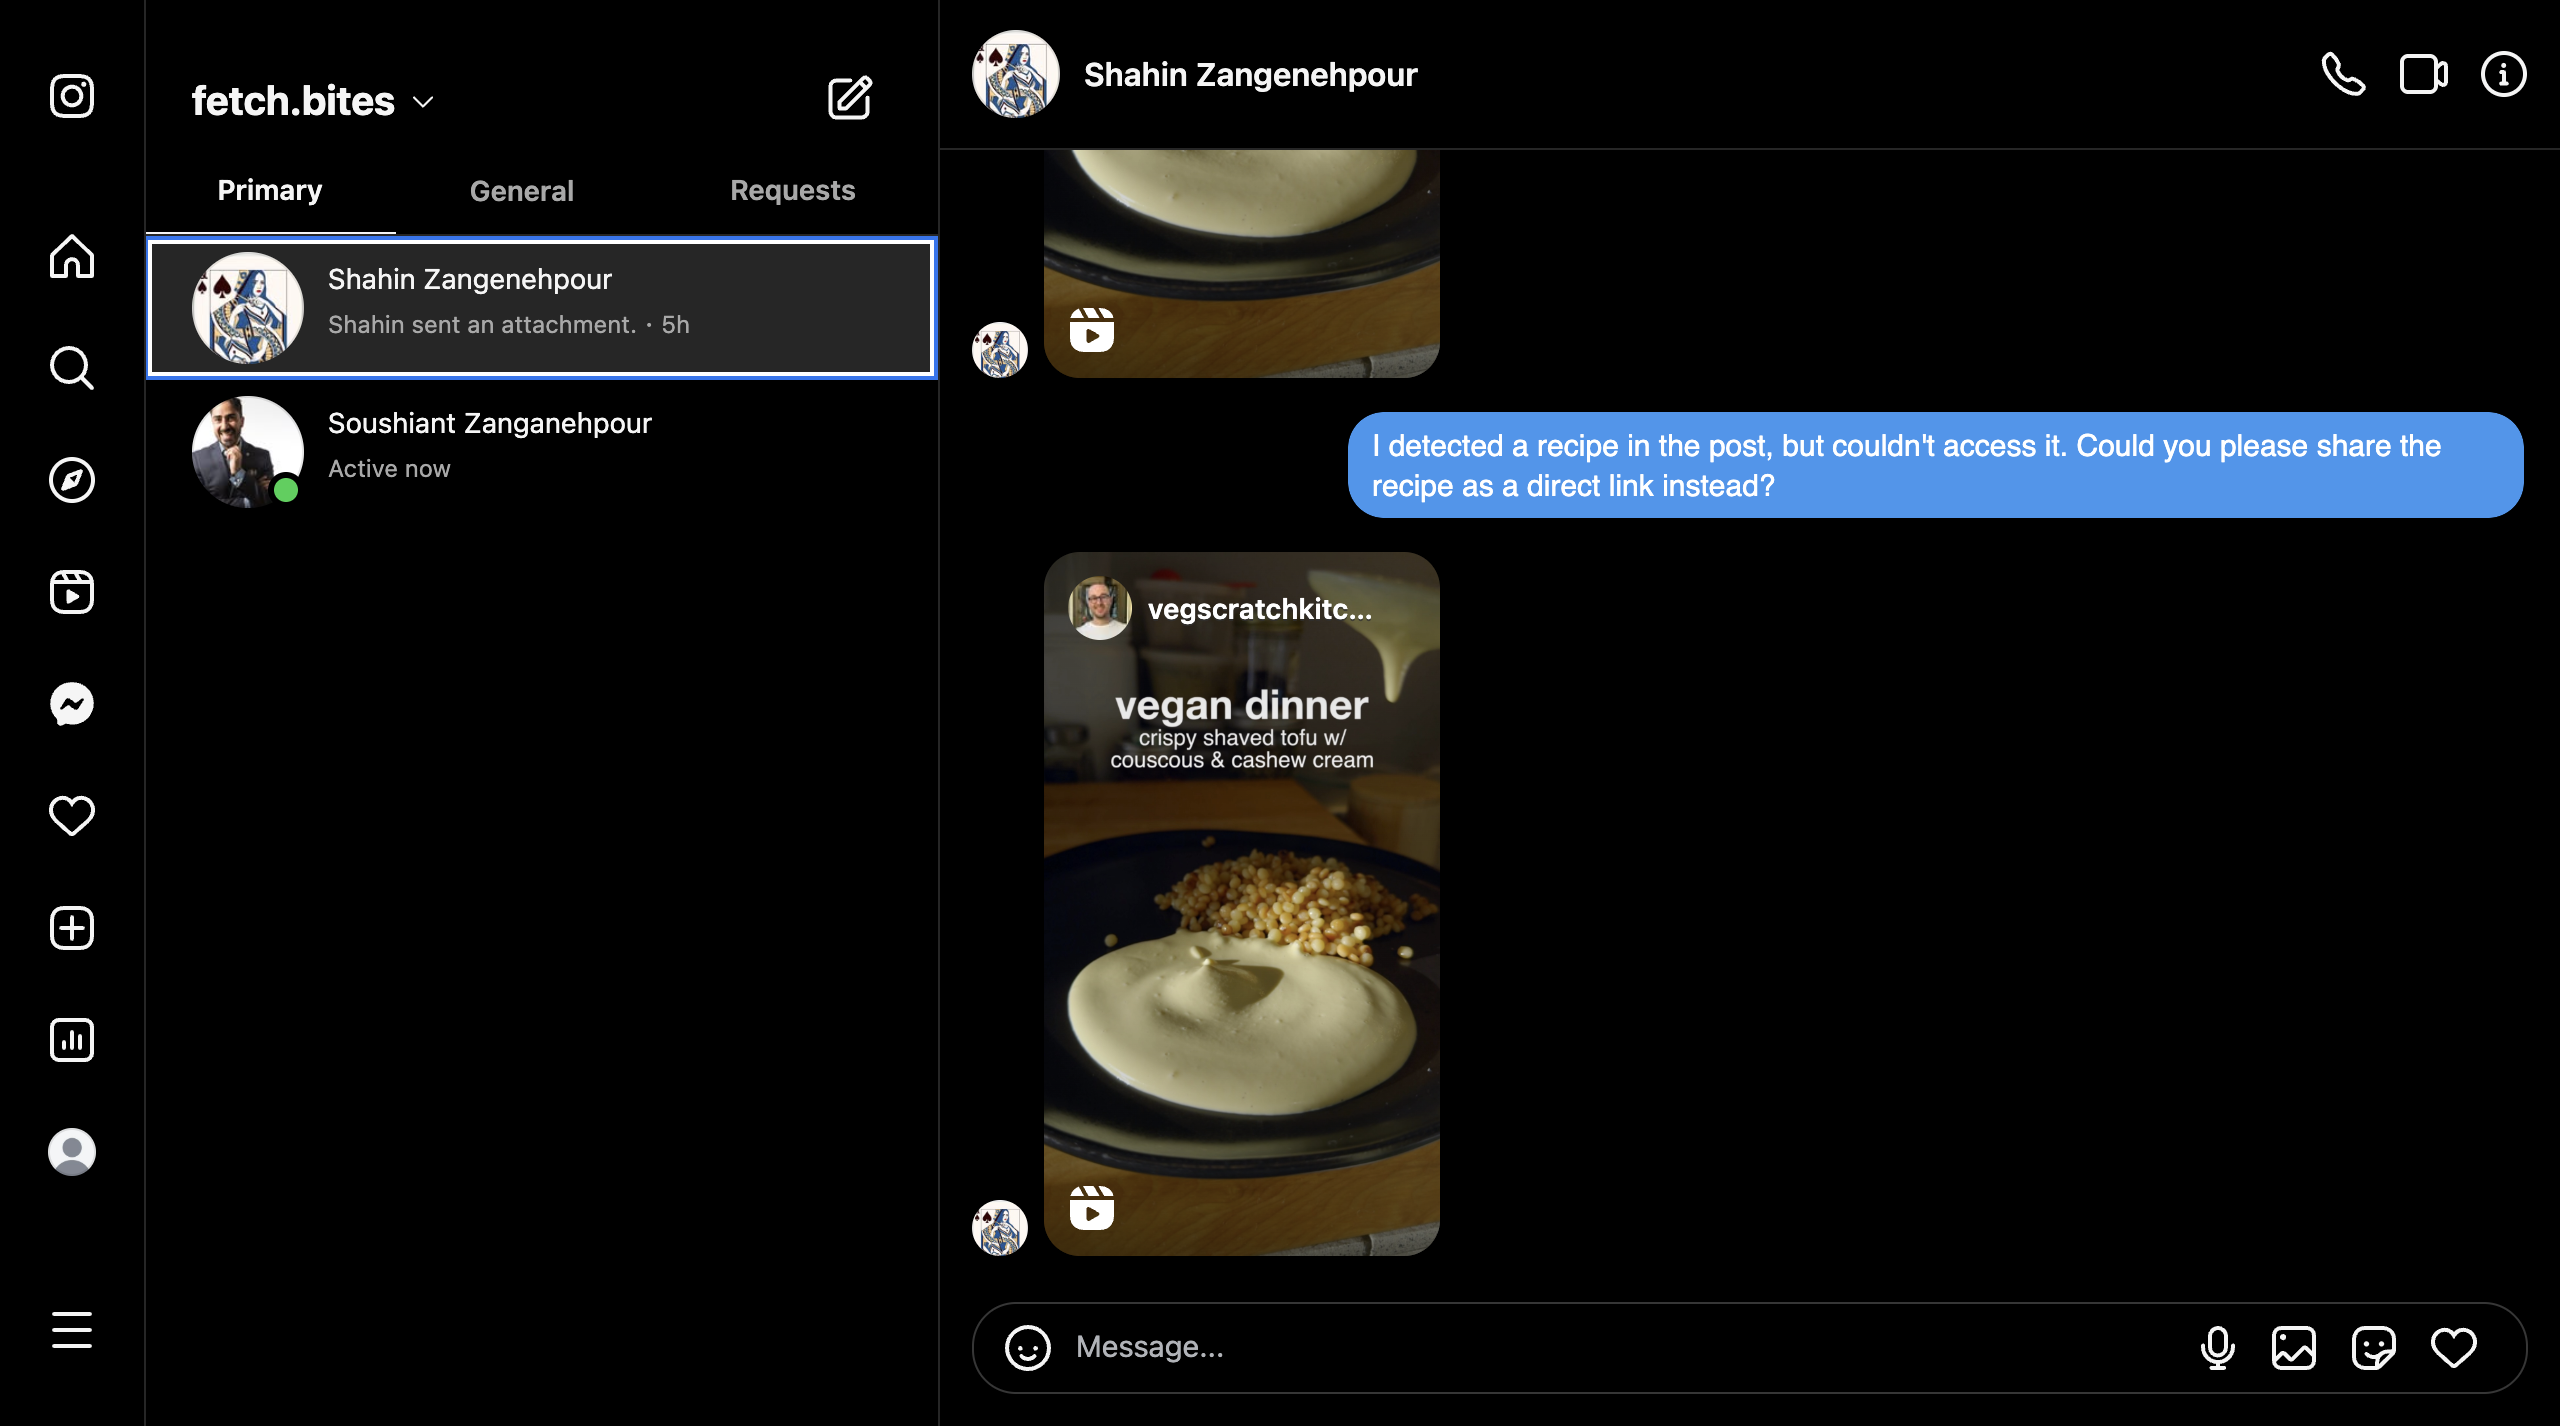 fetch.bites
Primary
General
Requests
Shahin Zangenehpour
Shahin sent an attachment. · 5h
Soushiant Zanganehpour
Active now
Shahin Zangenehpour
I detected a recipe in the post, but couldn't access it. Could you please share the
recipe as a direct link instead?
vegscratchkitc...
vegan dinner
crispy shaved tofu w/
couscous & cashew cream
Message...